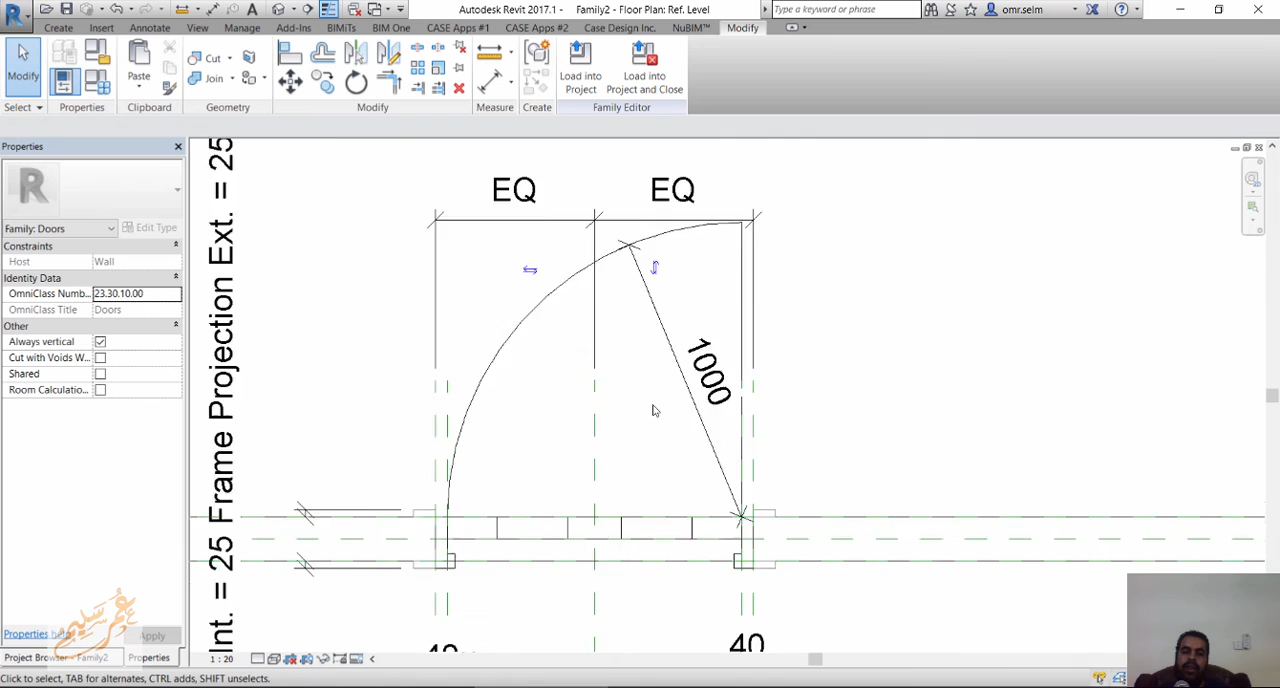 Autodesk Revit 2017.1 - Family2 - Floor Plan: Ref. Level
Type a keyword or phrase
omr.selm
Create Insert Annotate View Manage Add-Ins BIMiTs BIM One CASE Apps #1 CASE Apps #2 Case Design Inc. NuBIM™ Modify
Modify
Paste
Cut
Join
Load into Project
Load into Project and Close
Select Properties Clipboard Geometry Modify Measure Create Family Editor
Properties
Family: Doors
Edit Type
Constraints
Host Wall
Identity Data
OmniClass Numb... 23.30.10.00
OmniClass Title Doors
Other
Always vertical
Cut with Voids W...
Shared
Room Calculatio...
Properties help
Apply
Project Browser - Family2
Properties
Int. = 25 Frame Projection Ext. = 25
EQ EQ
1000
40
1 : 20
Click to select, TAB for alternates, CTRL adds, SHIFT unselects.
عمر سليم